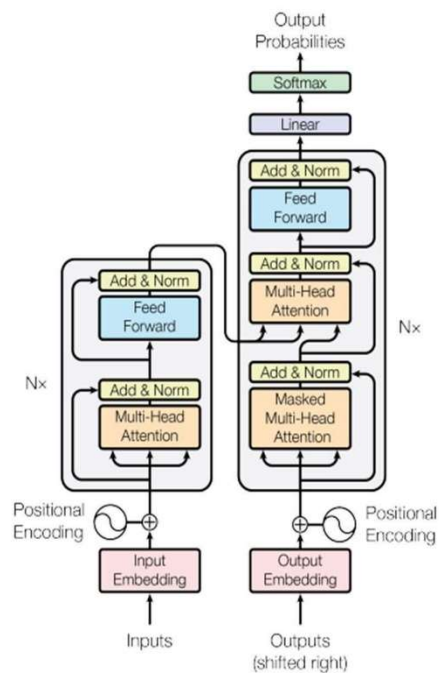 Output
Probabilities
Softmax
Linear
Add & Norm
Feed
Forward
Add & Norm
Multi-Head
Attention
Add & Norm
Masked
Multi-Head
Attention
Nx
Add & Norm
Feed
Forward
Add & Norm
Multi-Head
Attention
Nx
Positional
Encoding
Positional
Encoding
Input
Embedding
Output
Embedding
Inputs
Outputs
(shifted right)